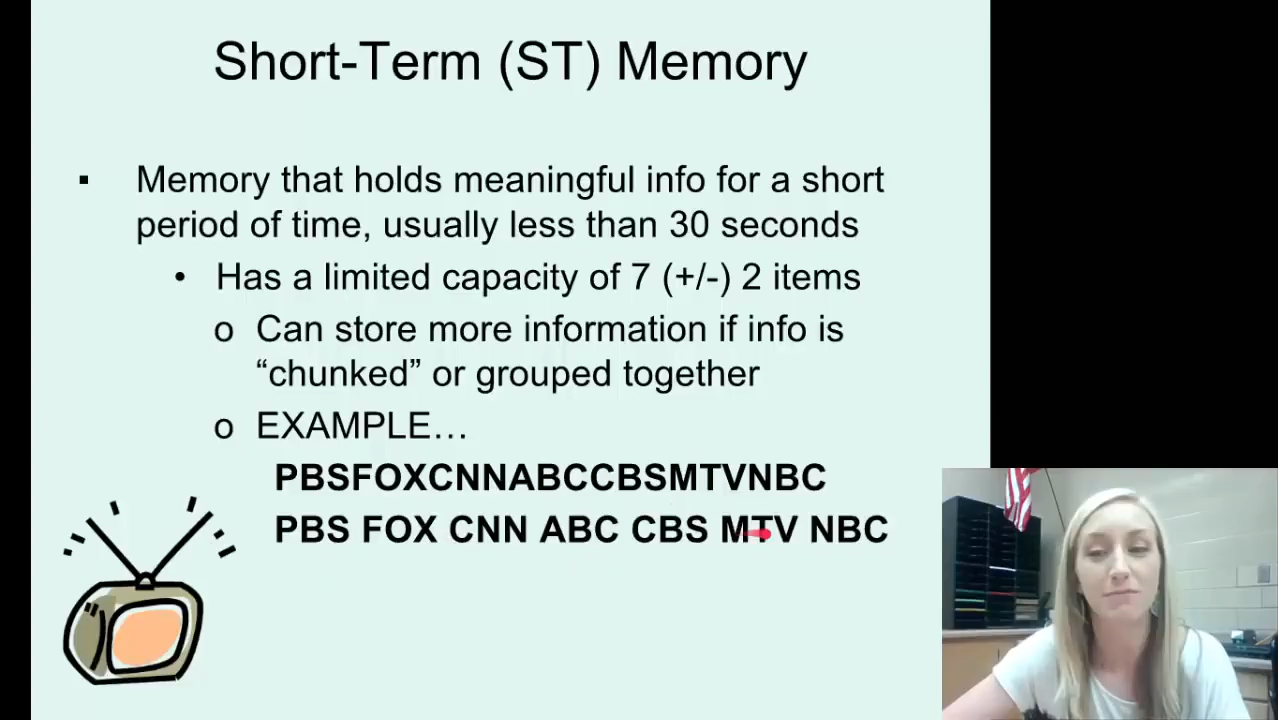 Short-Term (ST) Memory
▪ Memory that holds meaningful info for a short
period of time, usually less than 30 seconds
• Has a limited capacity of 7 (+/-) 2 items
o Can store more information if info is
“chunked” or grouped together
o EXAMPLE…
PBSFOXCNNABCCBSMTVNBC
PBS FOX CNN ABC CBS MTV NBC